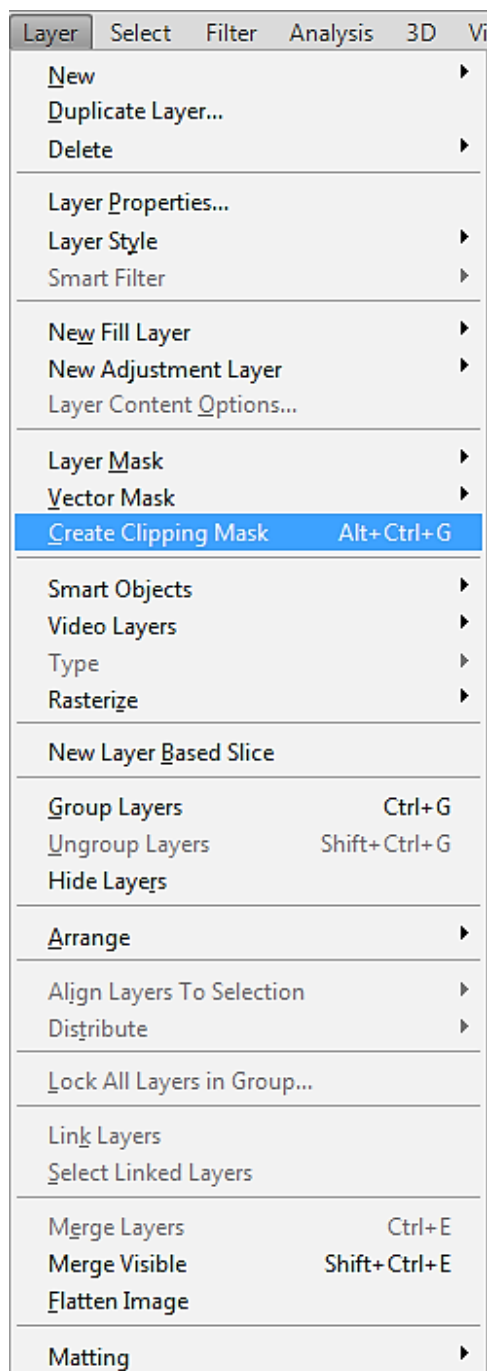 Layer Select Filter Analysis 3D Vi
New
Duplicate Layer...
Delete
Layer Properties...
Layer Style
Smart Filter
New Fill Layer
New Adjustment Layer
Layer Content Options...
Layer Mask
Vector Mask
Create Clipping Mask Alt+Ctrl+G
Smart Objects
Video Layers
Type
Rasterize
New Layer Based Slice
Group Layers Ctrl+G
Ungroup Layers Shift+Ctrl+G
Hide Layers
Arrange
Align Layers To Selection
Distribute
Lock All Layers in Group...
Link Layers
Select Linked Layers
Merge Layers Ctrl+E
Merge Visible Shift+Ctrl+E
Flatten Image
Matting